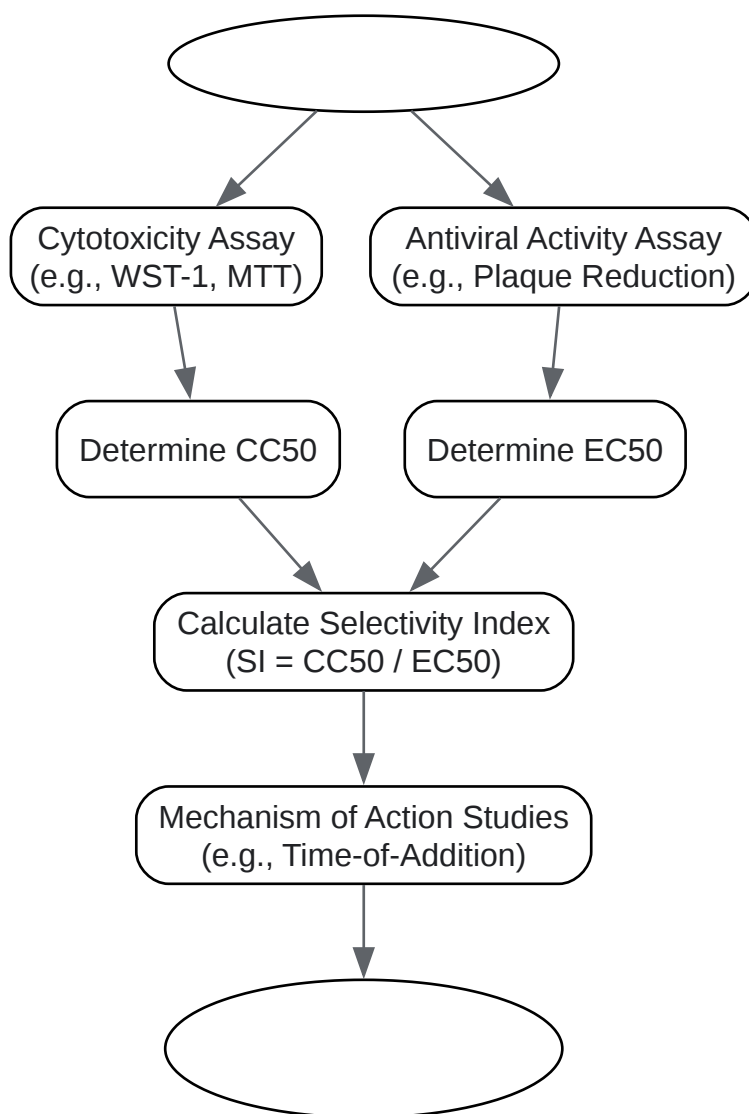 Cytotoxicity Assay
(e.g., WST-1, MTT)
Antiviral Activity Assay
(e.g., Plaque Reduction)
Determine CC50
Determine EC50
Calculate Selectivity Index
(SI = CC50 / EC50)
Mechanism of Action Studies
(e.g., Time-of-Addition)